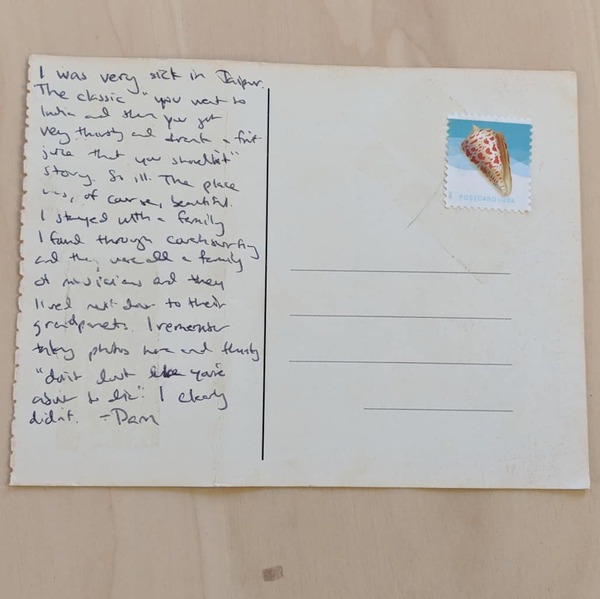 I was very sick in Jaipur.
The classic "you went to
India and then you got
very thirsty and drank a fruit
juice that you shouldn't"
story. So ill. The place
was, of course, beautiful.
I stayed with a family
I found through couchsurfing
and they were all a family
of musicians and they
lived next door to their
grandparents. I remember
taking photos here and thinking
"don't look like you're
about to die". I clearly
didn't. -Pam
POSTCARD USA